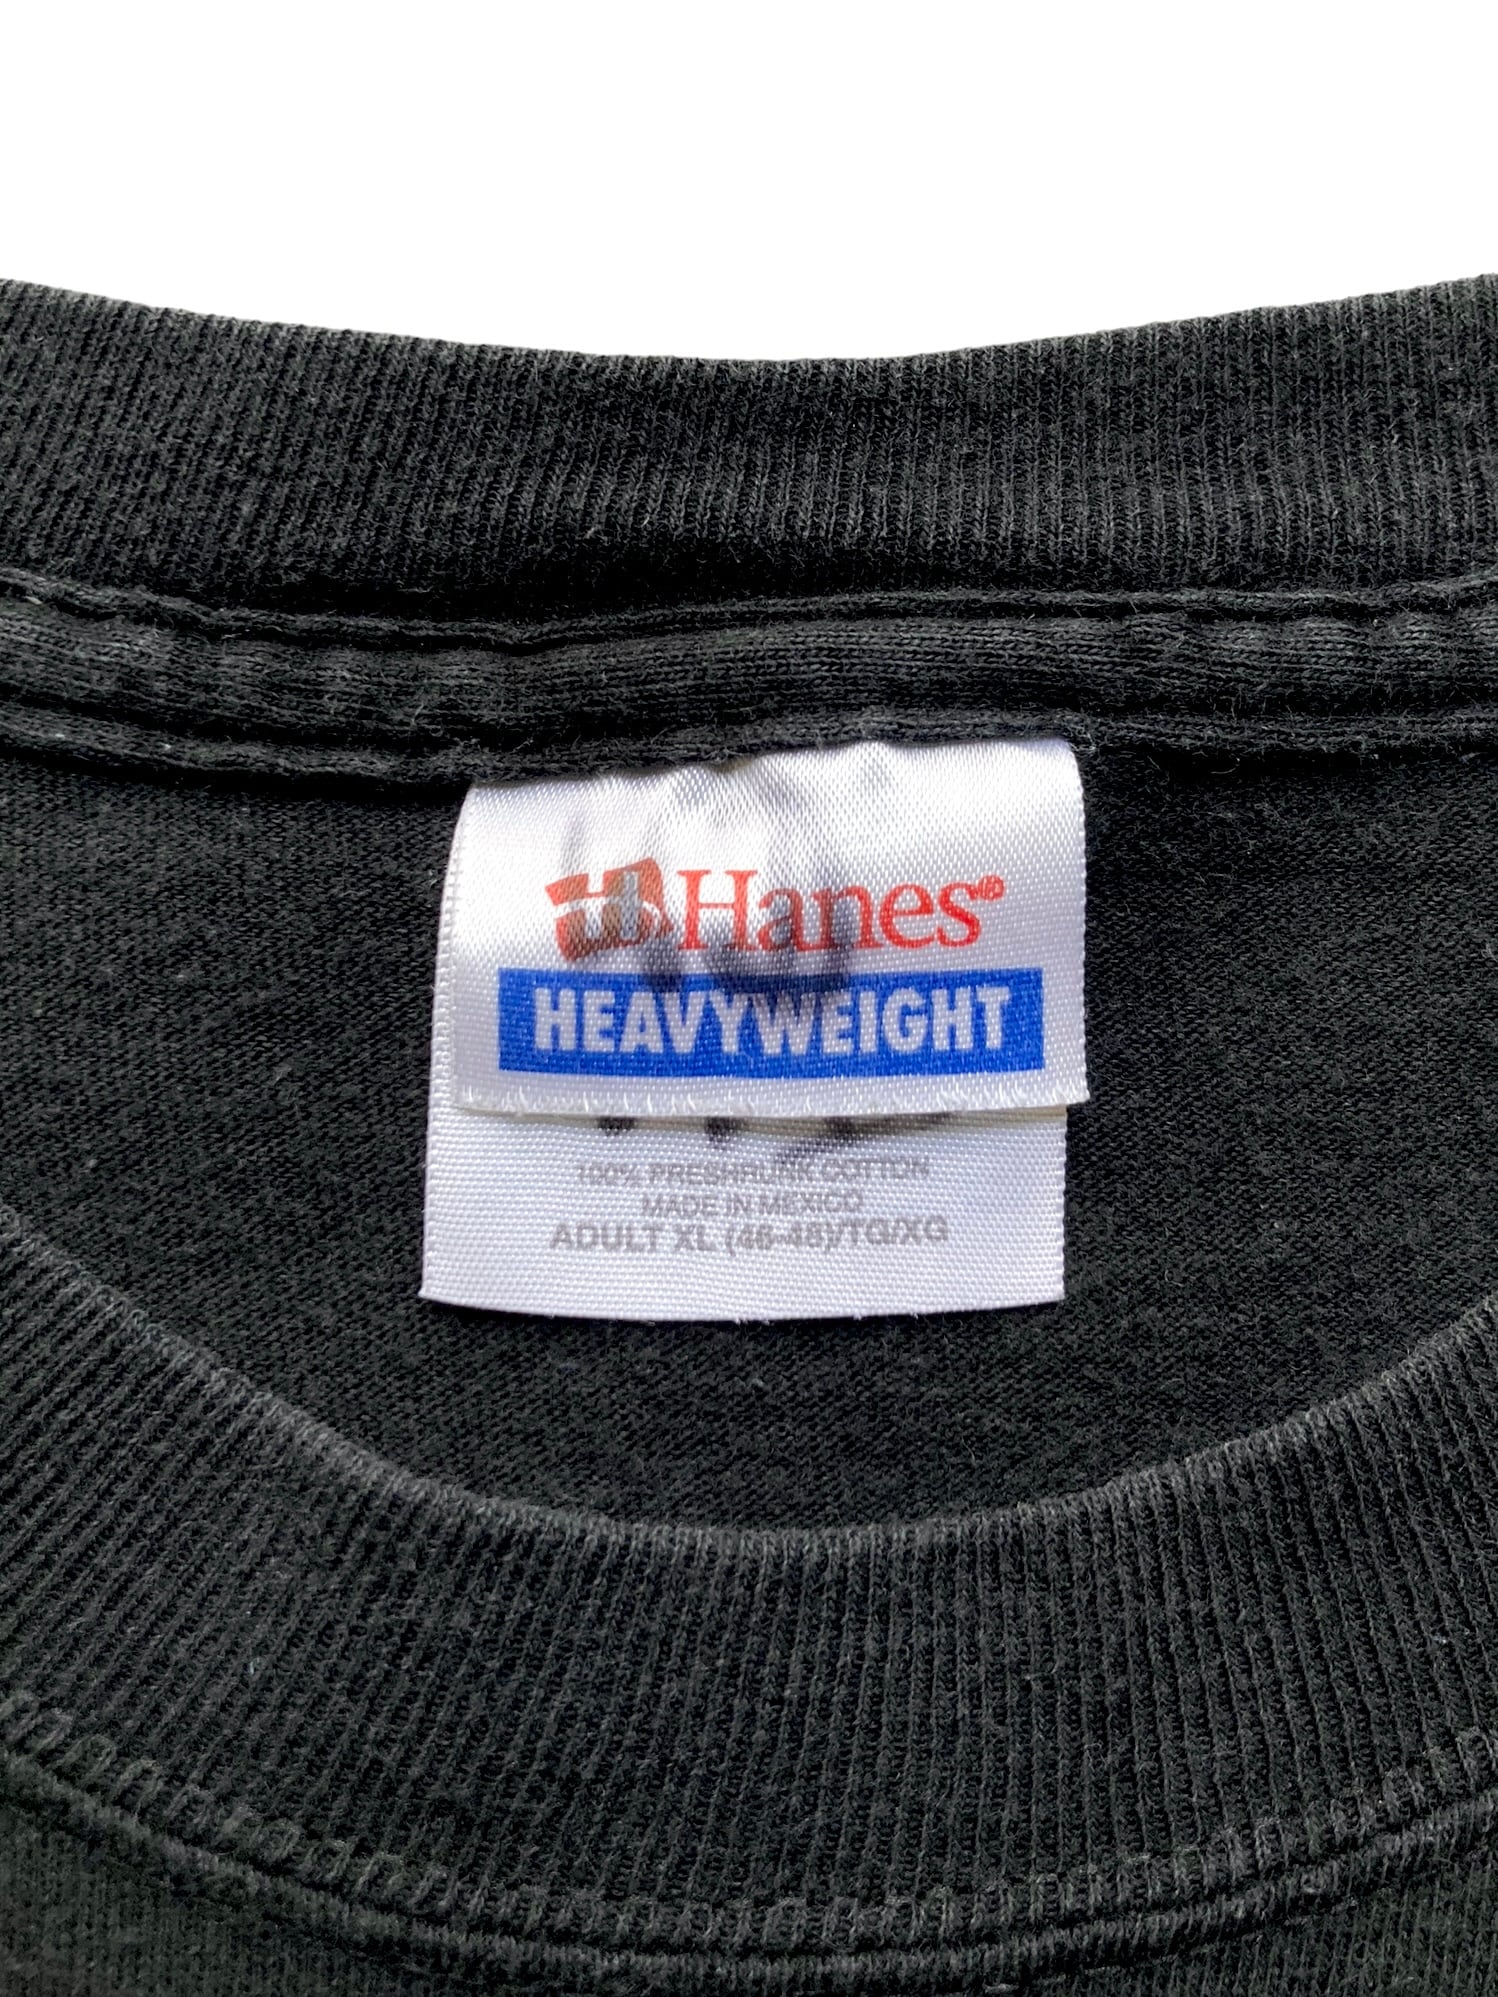 Hanes®
HEAVYWEIGHT
100% PRESHRUNK COTTON
MADE IN MEXICO
ADULT XL (46-48)/TG/XG